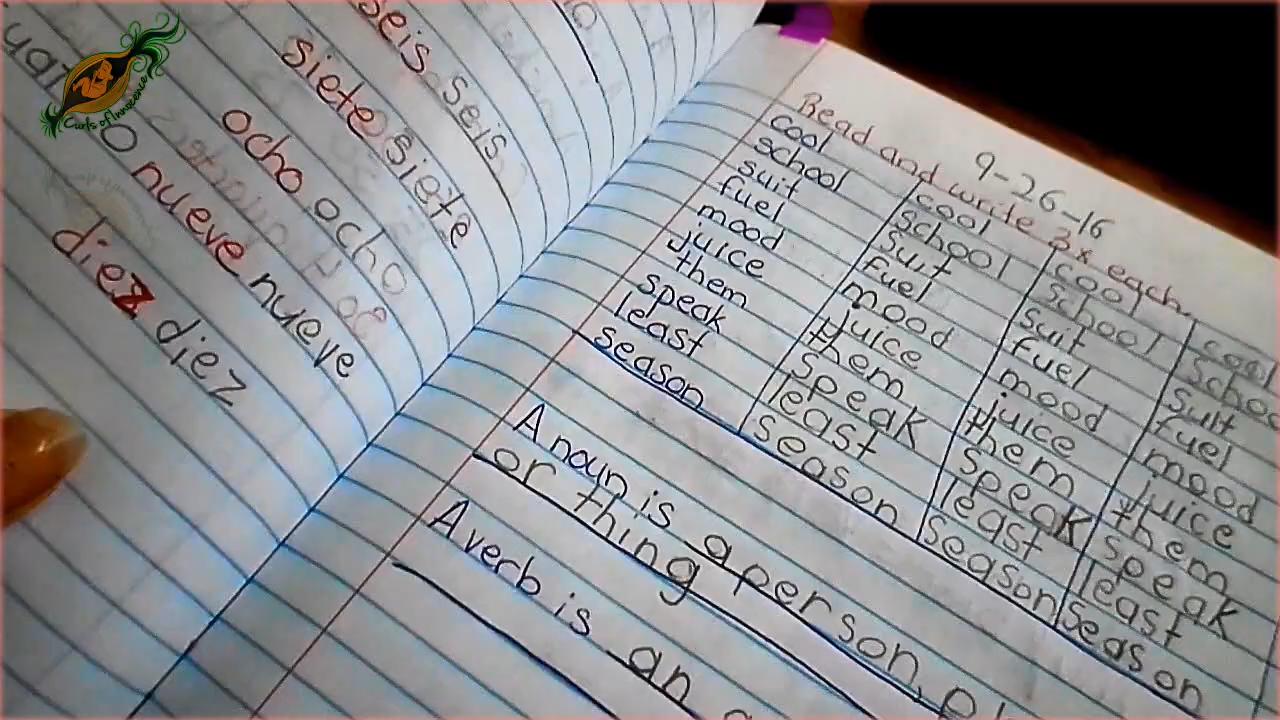 Curls of Innocence
seis seis
siete siete
ocho ocho
nueve nueve
diez diez
9-26-16
Read and write 3x each.
cool cool cool cool
school school school school
suit suit suit suit
fuel fuel fuel fuel
mood mood mood mood
juice juice juice juice
them them them them
speak speak speak speak
least least least least
season season season season
A noun is a person,
or thing
A verb is an